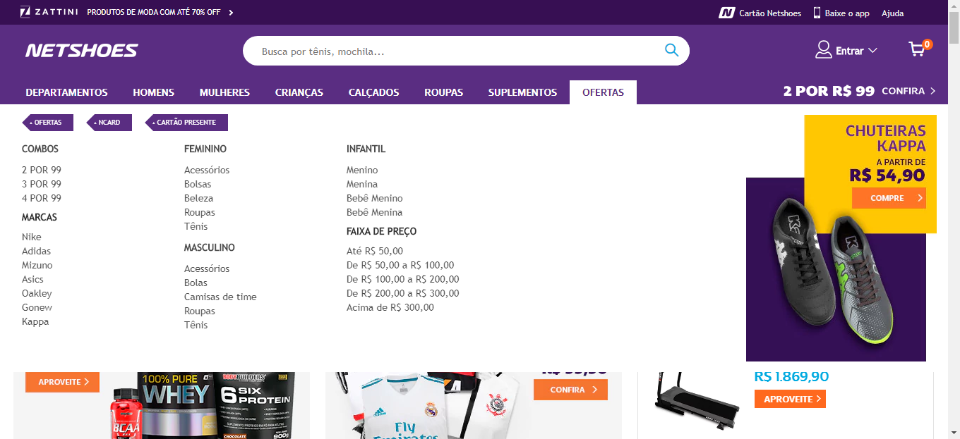 ZATTINI PRODUTOS DE MODA COM ATÉ 70% OFF
Cartão Netshoes Baixe o app Ajuda
NETSHOES
Busca por tênis, mochila...
Entrar
0
DEPARTAMENTOS HOMENS MULHERES CRIANÇAS CALÇADOS ROUPAS SUPLEMENTOS OFERTAS
2 POR R$ 99 CONFIRA
OFERTAS NCARD CARTÃO PRESENTE
COMBOS
2 POR 99
3 POR 99
4 POR 99
MARCAS
Nike
Adidas
Mizuno
Asics
Oakley
Gonew
Kappa
FEMININO
Acessórios
Bolsas
Beleza
Roupas
Tênis
MASCULINO
Acessórios
Bolas
Camisas de time
Roupas
Tênis
INFANTIL
Menino
Menina
Bebê Menino
Bebê Menina
FAIXA DE PREÇO
Até R$ 50,00
De R$ 50,00 a R$ 100,00
De R$ 100,00 a R$ 200,00
De R$ 200,00 a R$ 300,00
Acima de R$ 300,00
CHUTEIRAS
KAPPA
A PARTIR DE
R$ 54,90
COMPRE
APROVEITE
100% PURE
WHEY
6 SIX
PROTEIN
BCAA
CHOCOLATE
900g
CONFIRA
Fly
Emirates
R$ 1.869,90
APROVEITE